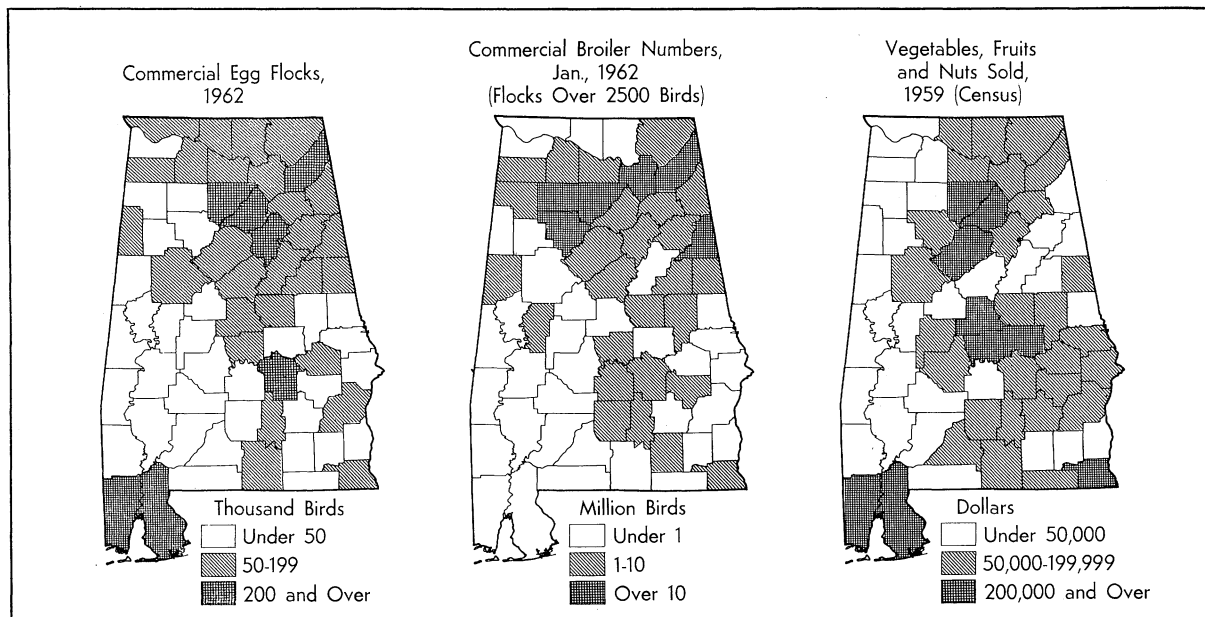 Commercial Egg Flocks,
1962
Thousand Birds
Under 50
50-199
200 and Over
Commercial Broiler Numbers,
Jan., 1962
(Flocks Over 2500 Birds)
Million Birds
Under 1
1-10
Over 10
Vegetables, Fruits
and Nuts Sold,
1959 (Census)
Dollars
Under 50,000
50,000-199,999
200,000 and Over